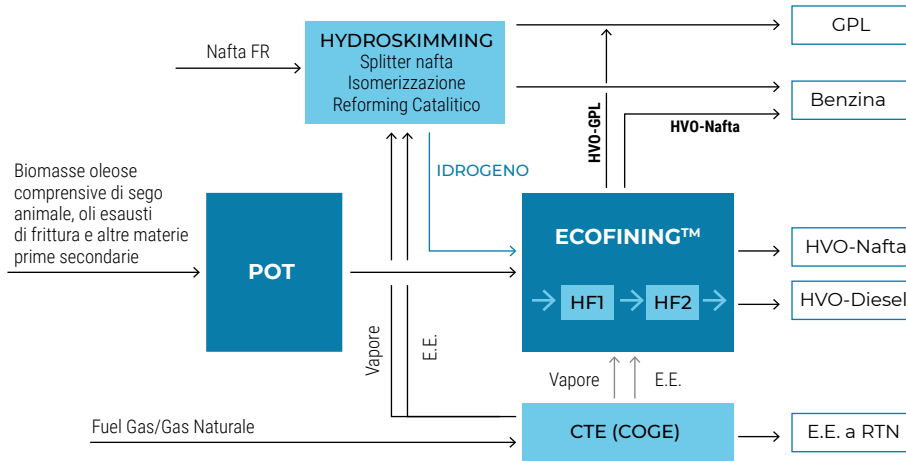 Nafta FR
HYDROSKIMMING
Splitter nafta
Isomerizzazione
Reforming Catalitico
GPL
Benzina
HVO-GPL
HVO-Nafta
IDROGENO
Biomasse oleose
comprensive di sego
animale, oli esausti
di frittura e altre materie
prime secondarie
POT
ECOFINING™
HF1
HF2
HVO-Nafta
HVO-Diesel
Vapore
E.E.
Vapore
E.E.
Fuel Gas/Gas Naturale
CTE (COGE)
E.E. a RTN